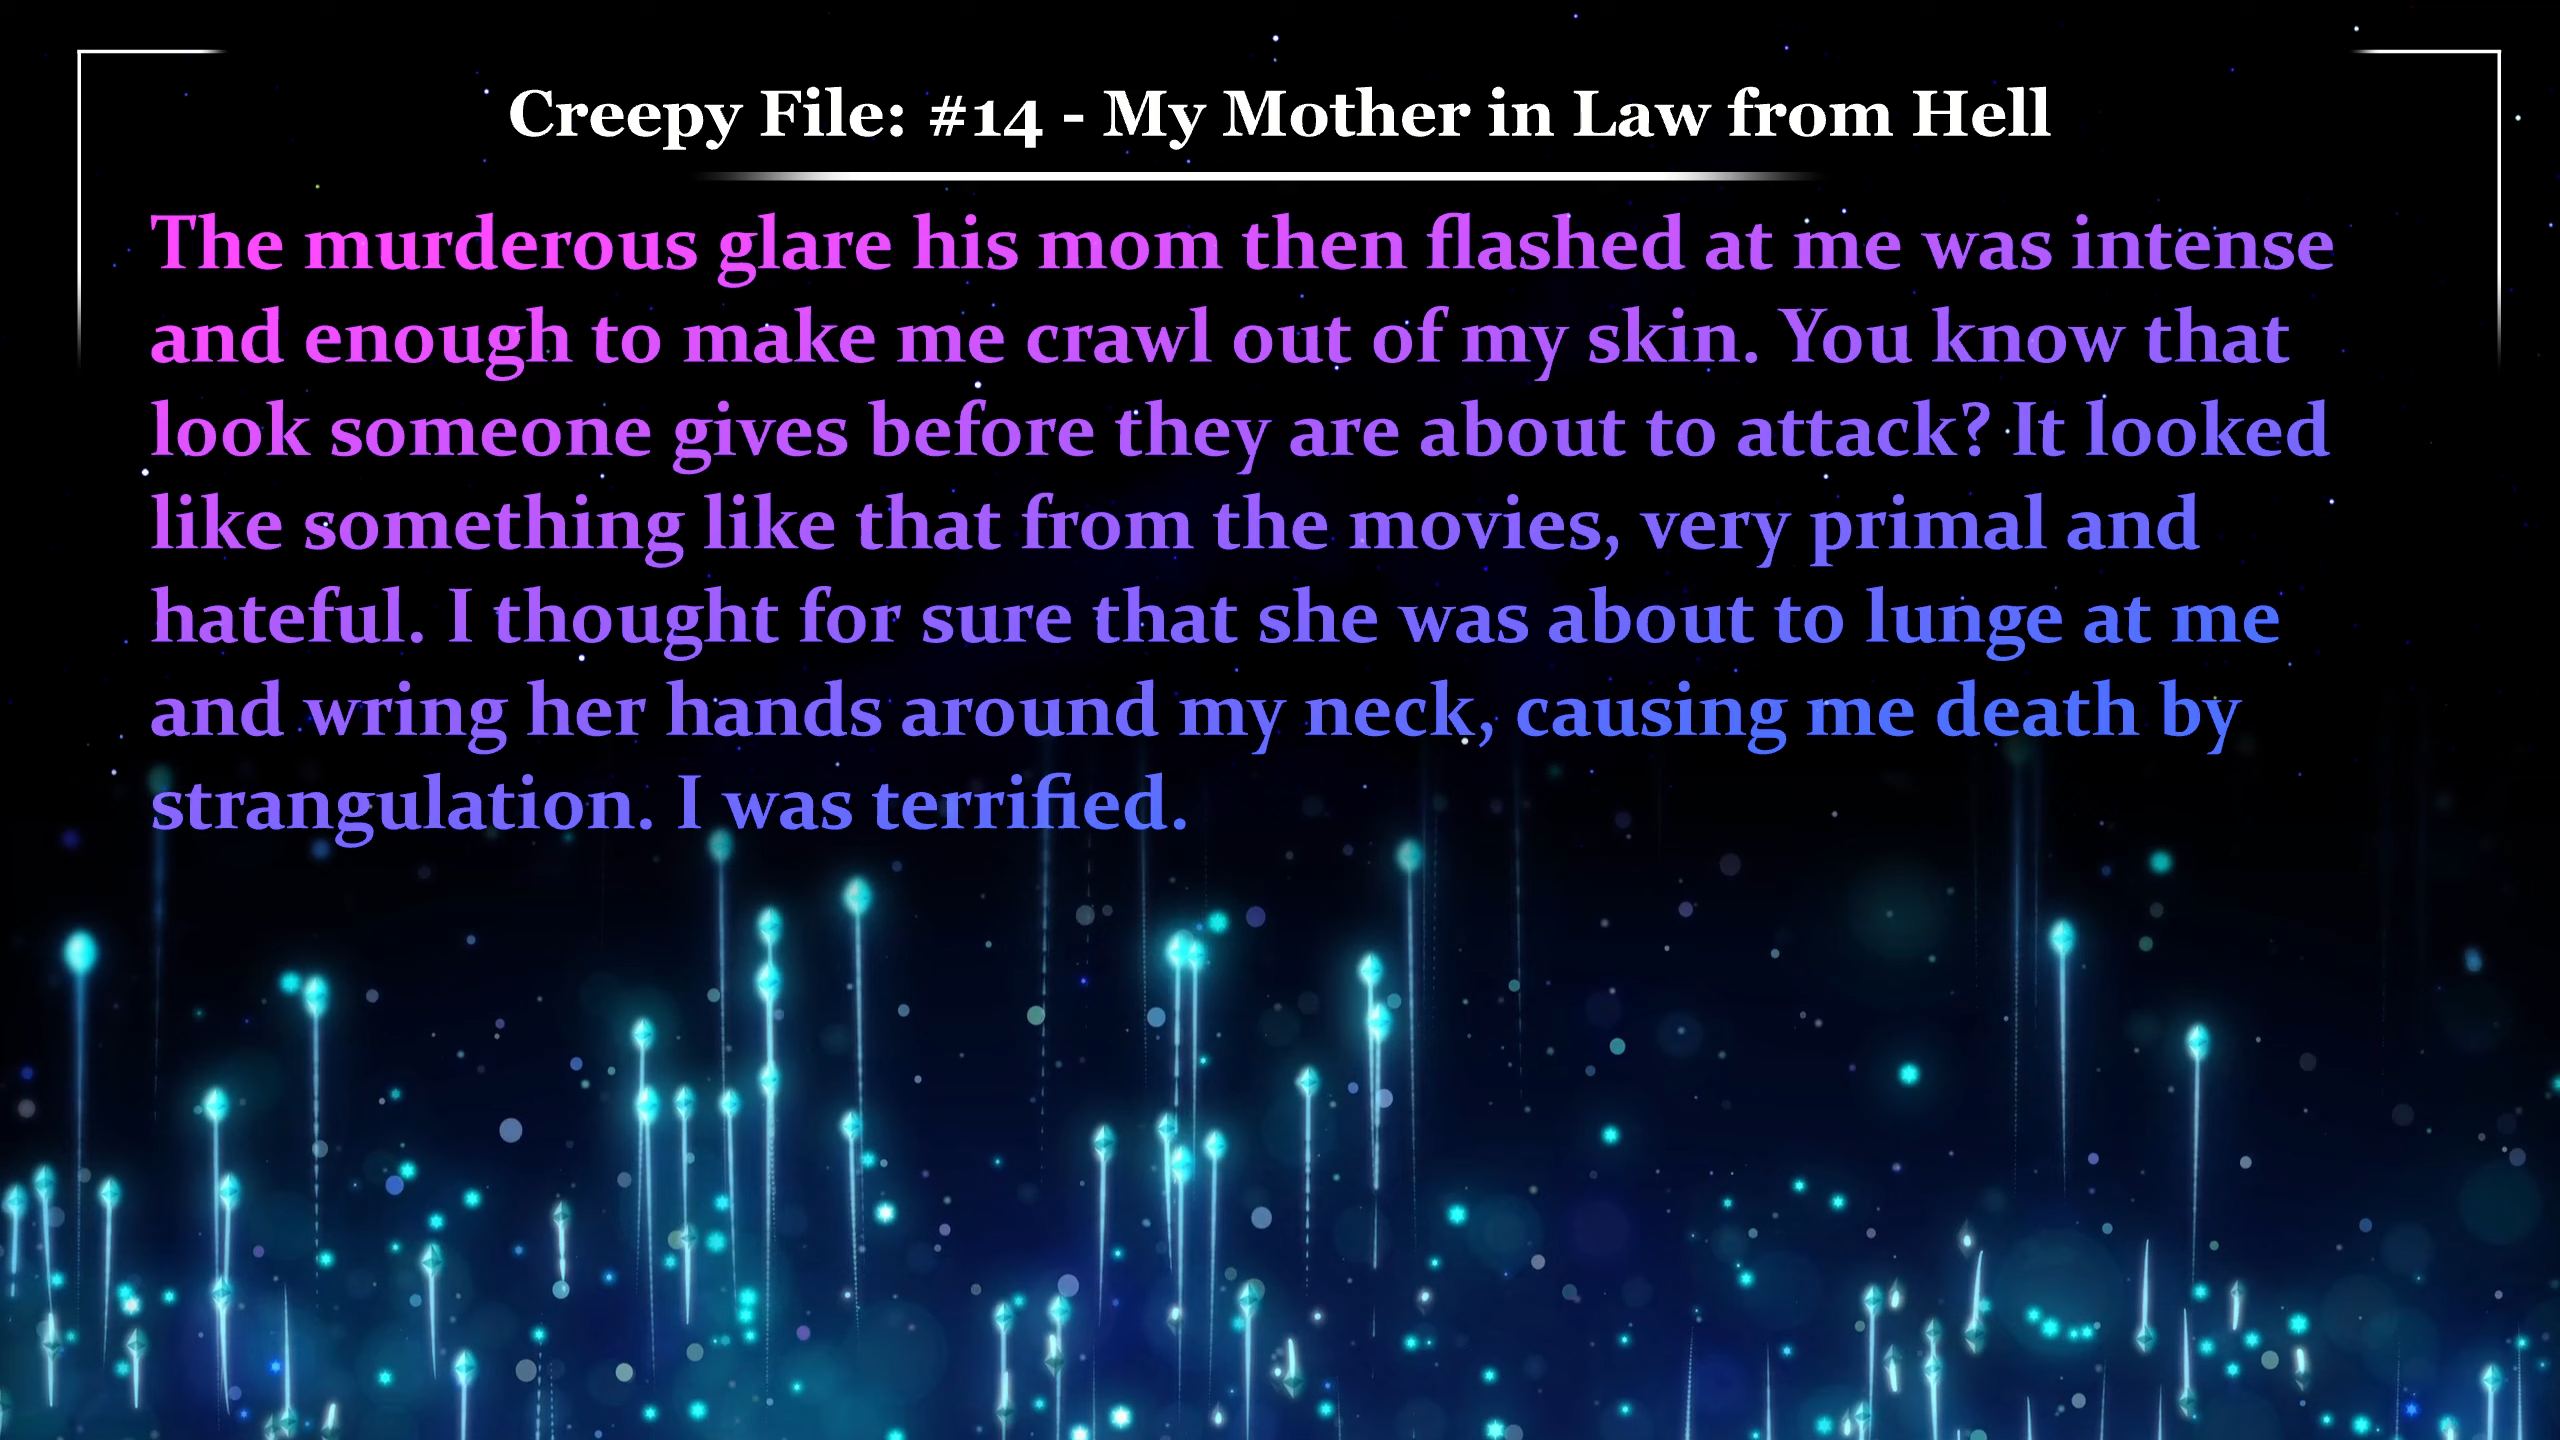 Creepy File: #14 - My Mother in Law from Hell
The murderous glare his mom then flashed at me was intense
and enough to make me crawl out of my skin. You know that
look someone gives before they are about to attack? It looked
like something like that from the movies, very primal and
hateful. I thought for sure that she was about to lunge at me
and wring her hands around my neck, causing me death by
strangulation. I was terrified.